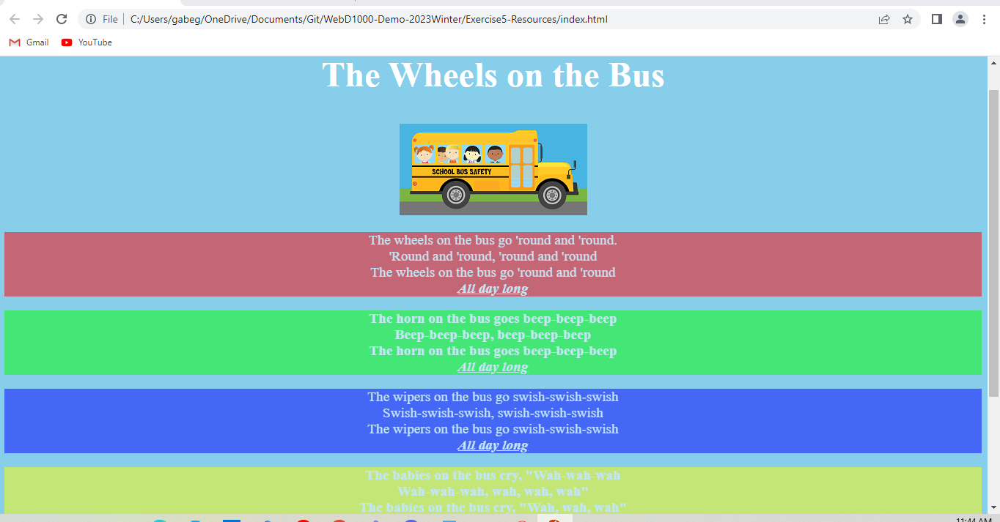 File
C:/Users/gabeg/OneDrive/Documents/Git/WebD1000-Demo-2023Winter/Exercise5-Resources/index.html
Gmail
YouTube
The Wheels on the Bus
SCHOOL BUS SAFETY
The wheels on the bus go 'round and 'round.
'Round and 'round, 'round and 'round
The wheels on the bus go 'round and 'round
All day long
The horn on the bus goes beep-beep-beep
Beep-beep-beep, beep-beep-beep
The horn on the bus goes beep-beep-beep
All day long
The wipers on the bus go swish-swish-swish
Swish-swish-swish, swish-swish-swish
The wipers on the bus go swish-swish-swish
All day long
The babies on the bus cry, "Wah-wah-wah
Wah-wah-wah, wah, wah, wah"
The babies on the bus cry, "Wah, wah, wah"
11:44 AM